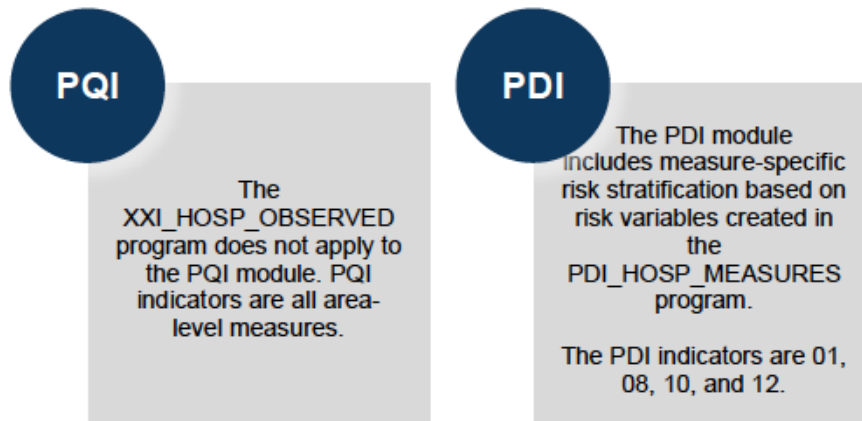 PQI
The
XXI_HOSP_OBSERVED
program does not apply to
the PQI module. PQI
indicators are all area-
level measures.
PDI
The PDI module
includes measure-specific
risk stratification based on
risk variables created in
the
PDI_HOSP_MEASURES
program.
The PDI indicators are 01,
08, 10, and 12.